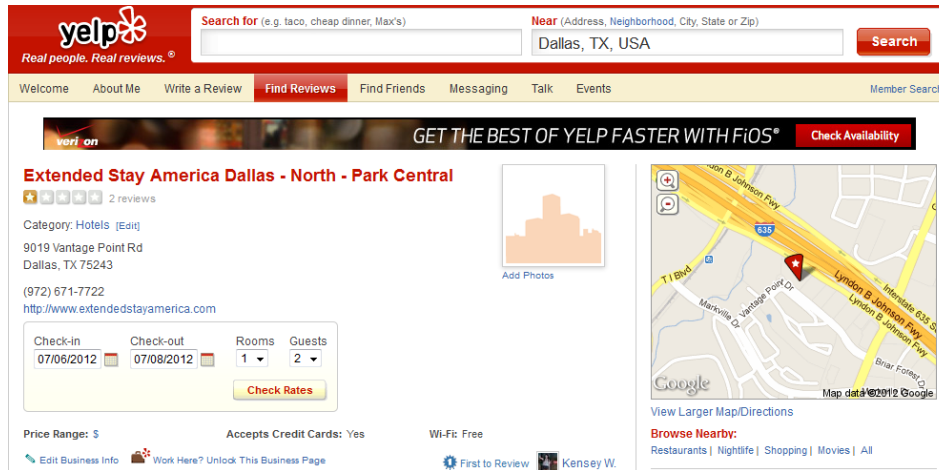 yelp
Real people. Real reviews. ®
Search for (e.g. taco, cheap dinner, Max's)
Near (Address, Neighborhood, City, State or Zip)
Dallas, TX, USA
Search
Welcome About Me Write a Review Find Reviews Find Friends Messaging Talk Events Member Search
verizon GET THE BEST OF YELP FASTER WITH FiOS® Check Availability
Extended Stay America Dallas - North - Park Central
2 reviews
Category: Hotels [Edit]
9019 Vantage Point Rd
Dallas, TX 75243
(972) 671-7722
http://www.extendedstayamerica.com
Check-in Check-out Rooms Guests
07/06/2012 07/08/2012 1 2
Check Rates
Add Photos
Price Range: $ Accepts Credit Cards: Yes Wi-Fi: Free
Edit Business Info Work Here? Unlock This Business Page First to Review Kensey W.
Lyndon B Johnson Fwy
n B Johnson Fwy
635
T I Blvd
Markville Dr
Vantage Point Dr
Lyndon B Johnson Fwy
Lyndon B Johnson Fwy
Interstate 635 S
Briar Forest
Google
Map data ©2012 Google
View Larger Map/Directions
Browse Nearby:
Restaurants | Nightlife | Shopping | Movies | All